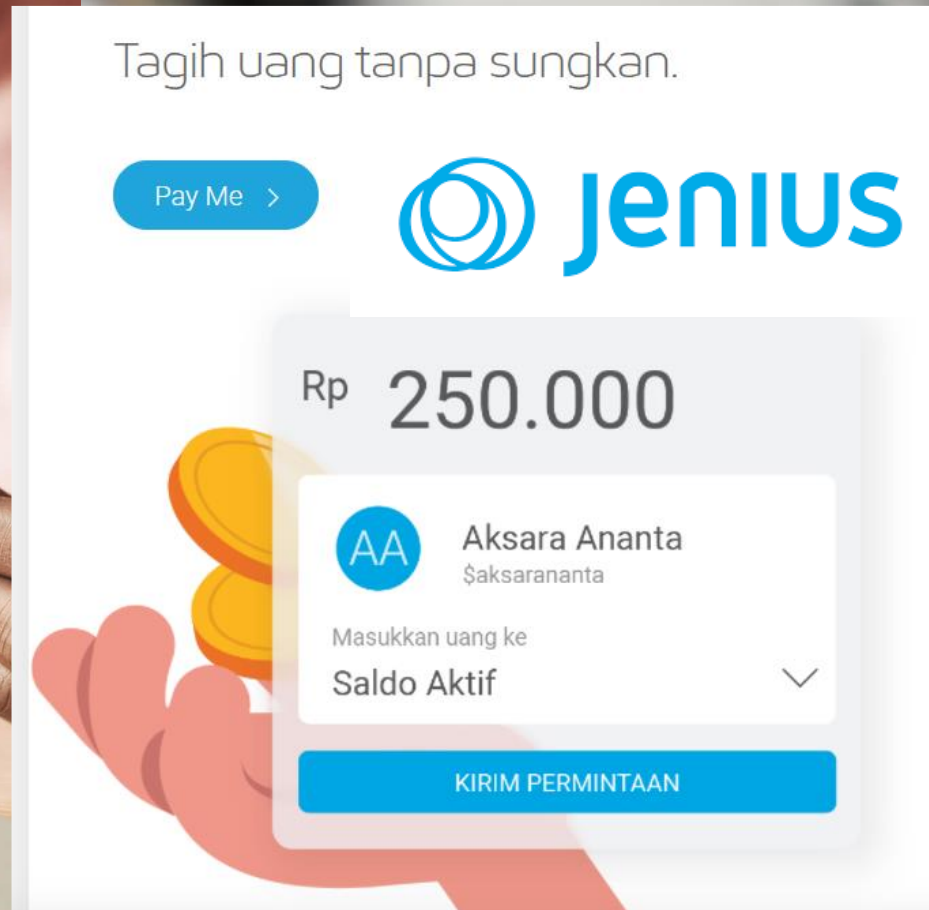 Tagih uang tanpa sungkan.
Pay Me >
jenius
Rp 250.000
AA
Aksara Ananta
$aksarananta
Masukkan uang ke
Saldo Aktif
KIRIM PERMINTAAN